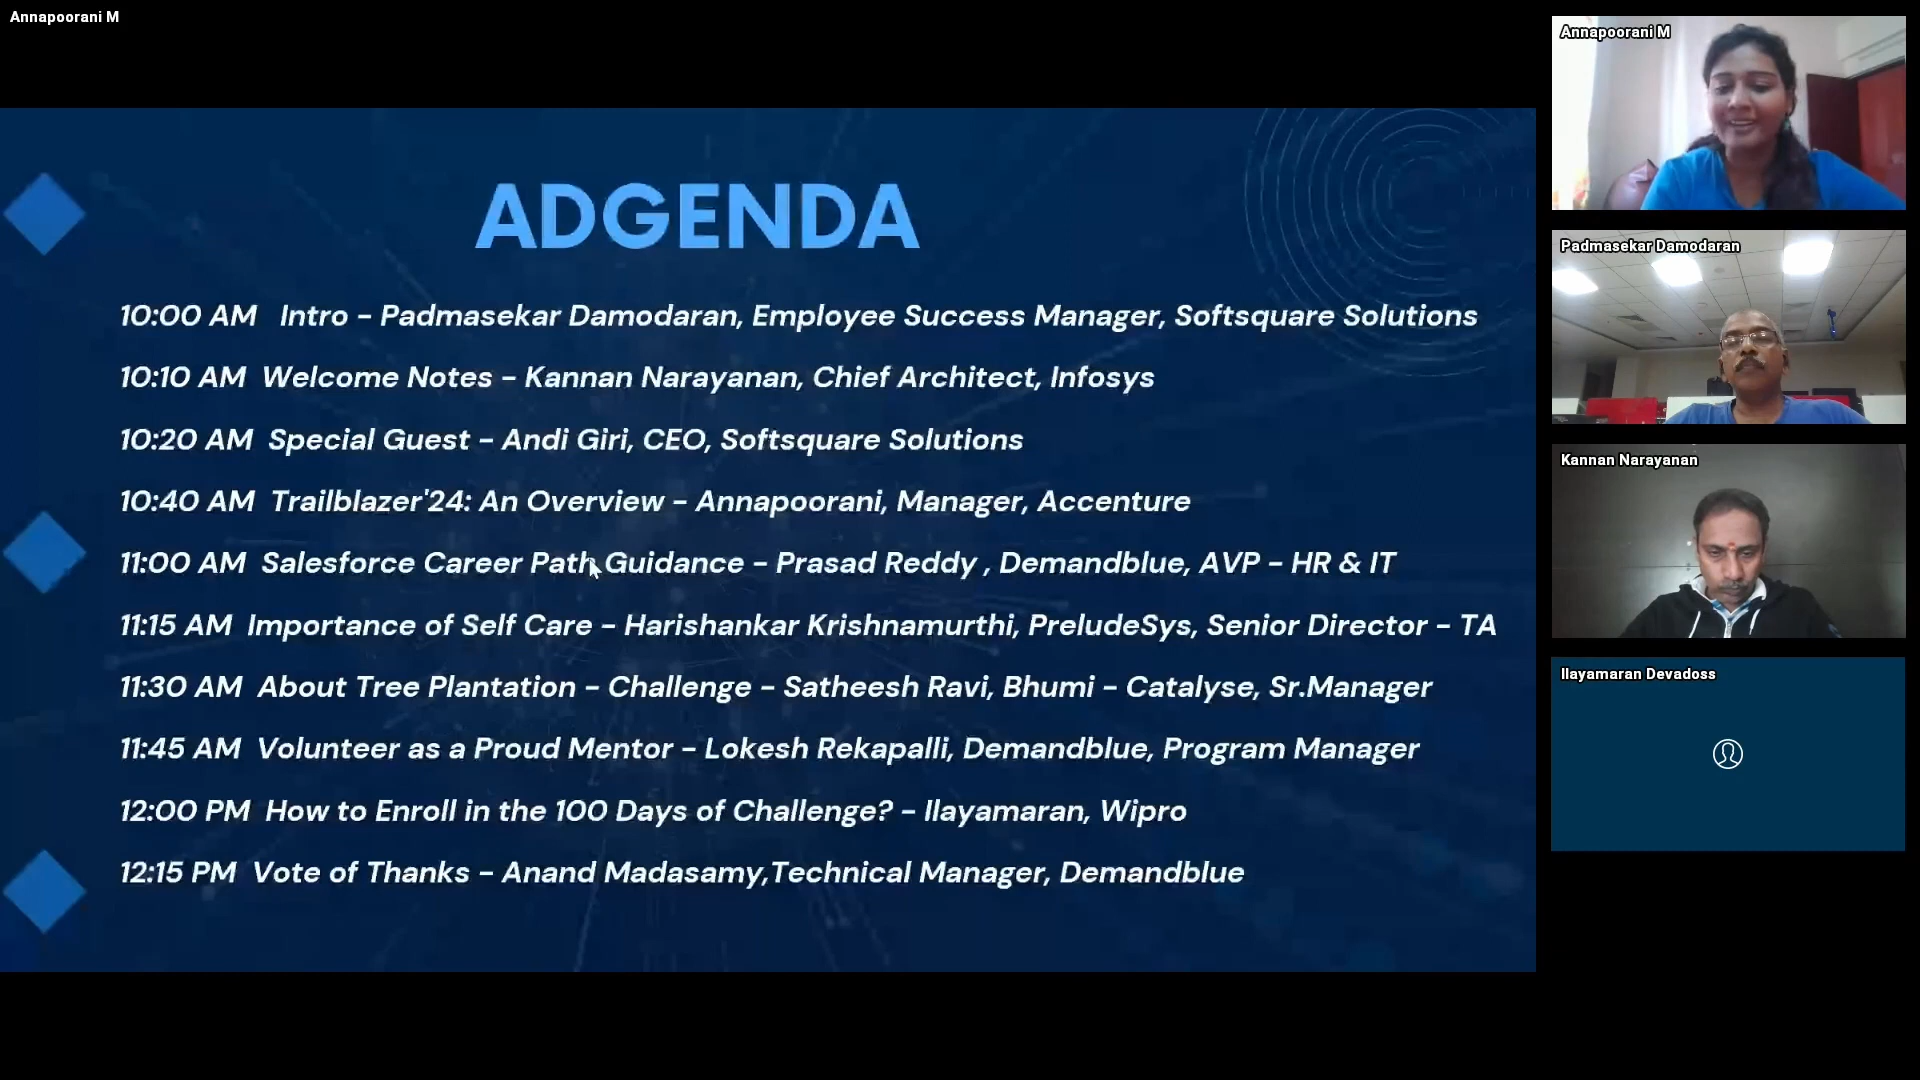 Annapoorani M
ADGENDA
10:00 AM Intro - Padmasekar Damodaran, Employee Success Manager, Softsquare Solutions
10:10 AM Welcome Notes - Kannan Narayanan, Chief Architect, Infosys
10:20 AM Special Guest - Andi Giri, CEO, Softsquare Solutions
10:40 AM Trailblazer'24: An Overview - Annapoorani, Manager, Accenture
11:00 AM Salesforce Career Path Guidance - Prasad Reddy , Demandblue, AVP - HR & IT
11:15 AM Importance of Self Care - Harishankar Krishnamurthi, PreludeSys, Senior Director - TA
11:30 AM About Tree Plantation - Challenge - Satheesh Ravi, Bhumi - Catalyse, Sr.Manager
11:45 AM Volunteer as a Proud Mentor - Lokesh Rekapalli, Demandblue, Program Manager
12:00 PM How to Enroll in the 100 Days of Challenge? - Ilayamaran, Wipro
12:15 PM Vote of Thanks - Anand Madasamy,Technical Manager, Demandblue
Annapoorani M
Padmasekar Damodaran
Kannan Narayanan
Ilayamaran Devadoss